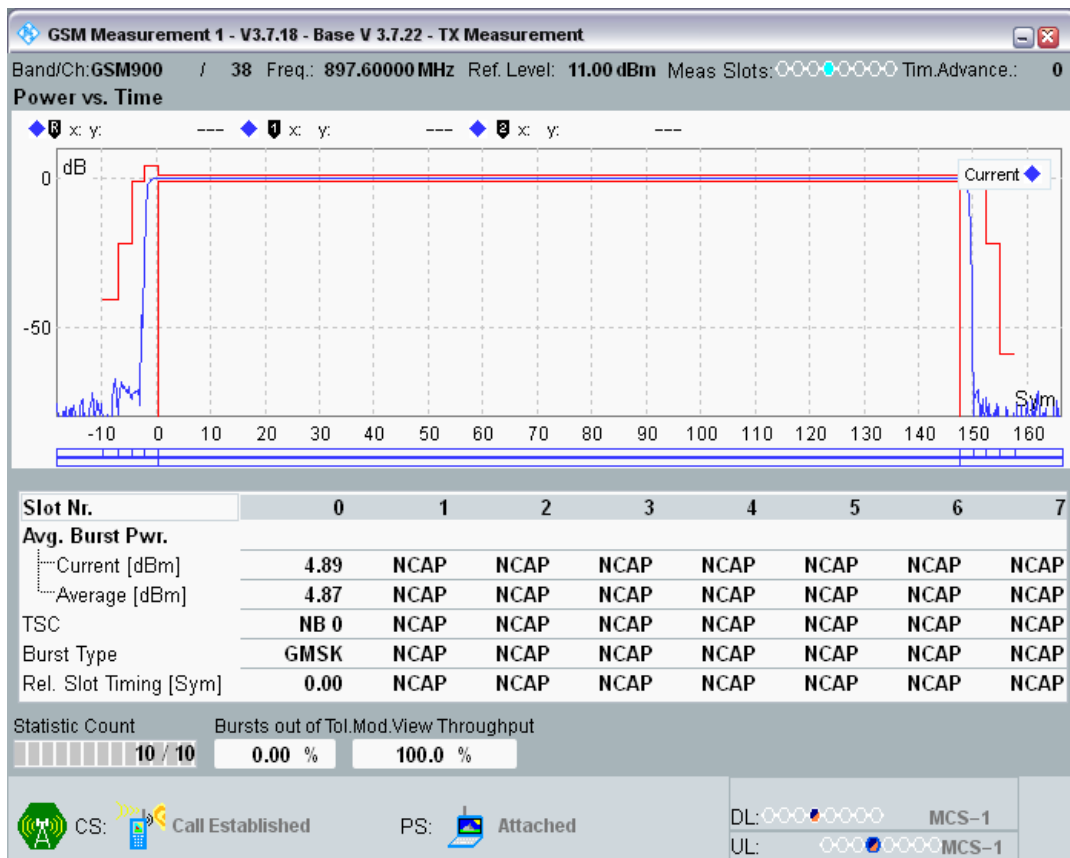 GSM Measurement 1 - V3.7.18 - Base V 3.7.22 - TX Measurement
Band/Ch:GSM900 / 38 Freq.: 897.60000 MHz Ref. Level: 11.00 dBm Meas Slots: Tim.Advance.: 0
Power vs. Time
R x: y: --- 1 x: y: --- 2 x: y: ---
dB
Current
0
-50
Sym
-10 0 10 20 30 40 50 60 70 80 90 100 110 120 130 140 150 160
Slot Nr. 0 1 2 3 4 5 6 7
Avg. Burst Pwr.
Current [dBm] 4.89 NCAP NCAP NCAP NCAP NCAP NCAP NCAP
Average [dBm] 4.87 NCAP NCAP NCAP NCAP NCAP NCAP NCAP
TSC NB 0 NCAP NCAP NCAP NCAP NCAP NCAP NCAP
Burst Type GMSK NCAP NCAP NCAP NCAP NCAP NCAP NCAP
Rel. Slot Timing [Sym] 0.00 NCAP NCAP NCAP NCAP NCAP NCAP NCAP
Statistic Count Bursts out of Tol.Mod.View Throughput
10 / 10 0.00 % 100.0 %
CS: Call Established PS: Attached
DL: MCS-1
UL: MCS-1